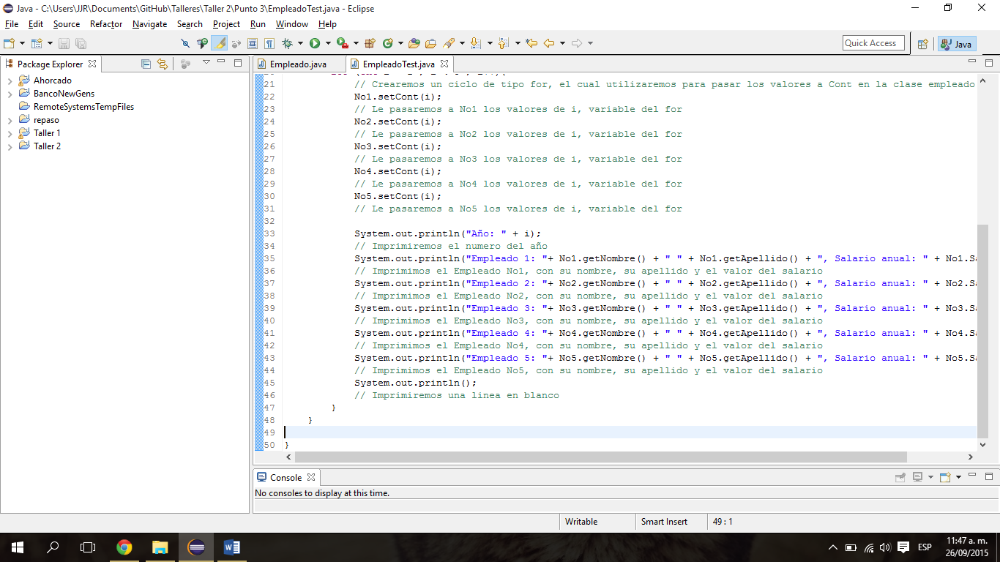 Java - C:\Users\JJR\Documents\GitHub\Talleres\Taller 2\Punto 3\EmpleadoTest.java - Eclipse
File Edit Source Refactor Navigate Search Project Run Window Help
Quick Access
Java
Package Explorer
Ahorcado
BancoNewGens
RemoteSystemsTempFiles
repaso
Taller 1
Taller 2
Empleado.java EmpleadoTest.java
21 // Crearemos un ciclo de tipo for, el cual utilizaremos para pasar los valores a Cont en la clase empleado
22 No1.setCont(i);
23 // Le pasaremos a No1 los valores de i, variable del for
24 No2.setCont(i);
25 // Le pasaremos a No2 los valores de i, variable del for
26 No3.setCont(i);
27 // Le pasaremos a No3 los valores de i, variable del for
28 No4.setCont(i);
29 // Le pasaremos a No4 los valores de i, variable del for
30 No5.setCont(i);
31 // Le pasaremos a No5 los valores de i, variable del for
32
33 System.out.println("Año: " + i);
34 // Imprimiremos el numero del año
35 System.out.println("Empleado 1: "+ No1.getNombre() + " " + No1.getApellido() + ", Salario anual: " + No1.Sa
36 // Imprimimos el Empleado No1, con su nombre, su apellido y el valor del salario
37 System.out.println("Empleado 2: "+ No2.getNombre() + " " + No2.getApellido() + ", Salario anual: " + No2.Sa
38 // Imprimimos el Empleado No2, con su nombre, su apellido y el valor del salario
39 System.out.println("Empleado 3: "+ No3.getNombre() + " " + No3.getApellido() + ", Salario anual: " + No3.Sa
40 // Imprimimos el Empleado No3, con su nombre, su apellido y el valor del salario
41 System.out.println("Empleado 4: "+ No4.getNombre() + " " + No4.getApellido() + ", Salario anual: " + No4.Sa
42 // Imprimimos el Empleado No4, con su nombre, su apellido y el valor del salario
43 System.out.println("Empleado 5: "+ No5.getNombre() + " " + No5.getApellido() + ", Salario anual: " + No5.Sa
44 // Imprimimos el Empleado No5, con su nombre, su apellido y el valor del salario
45 System.out.println();
46 // Imprimiremos una linea en blanco
47 }
48 }
49
50 }
Console
No consoles to display at this time.
Writable Smart Insert 49 : 1
ESP
11:47 a. m.
26/09/2015